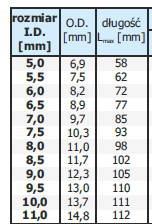 rozmiar I.D. [mm] O.D. [mm] długość Lmax [mm]
5,0 6,9 58
5,5 7,5 62
6,0 8,2 72
6,5 8,9 77
7,0 9,7 85
7,5 10,3 93
8,0 11,0 98
8,5 11,7 102
9,0 12,3 105
9,5 13,0 110
10,0 13,7 111
11,0 14,8 112